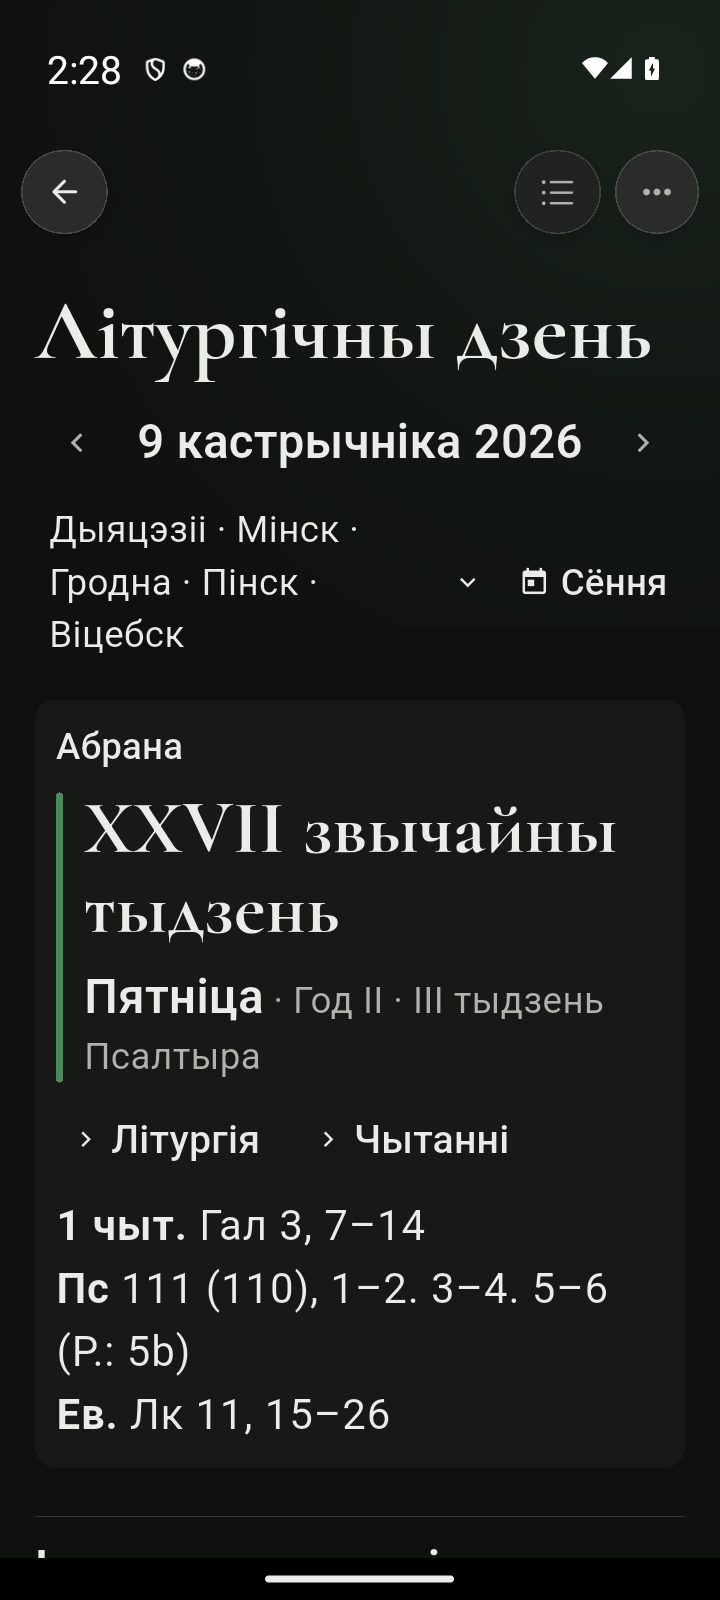 2:28
Літургічны дзень
9 кастрычніка 2026
Дыяцэзіі · Мінск ·
Гродна · Пінск ·
Віцебск
Сёння
Абрана
XXVII звычайны
тыдзень
Пятніца · Год II · III тыдзень
Псалтыра
Літургія Чытанні
1 чыт. Гал 3, 7–14
Пс 111 (110), 1–2. 3–4. 5–6
(Р.: 5b)
Ев. Лк 11, 15–26